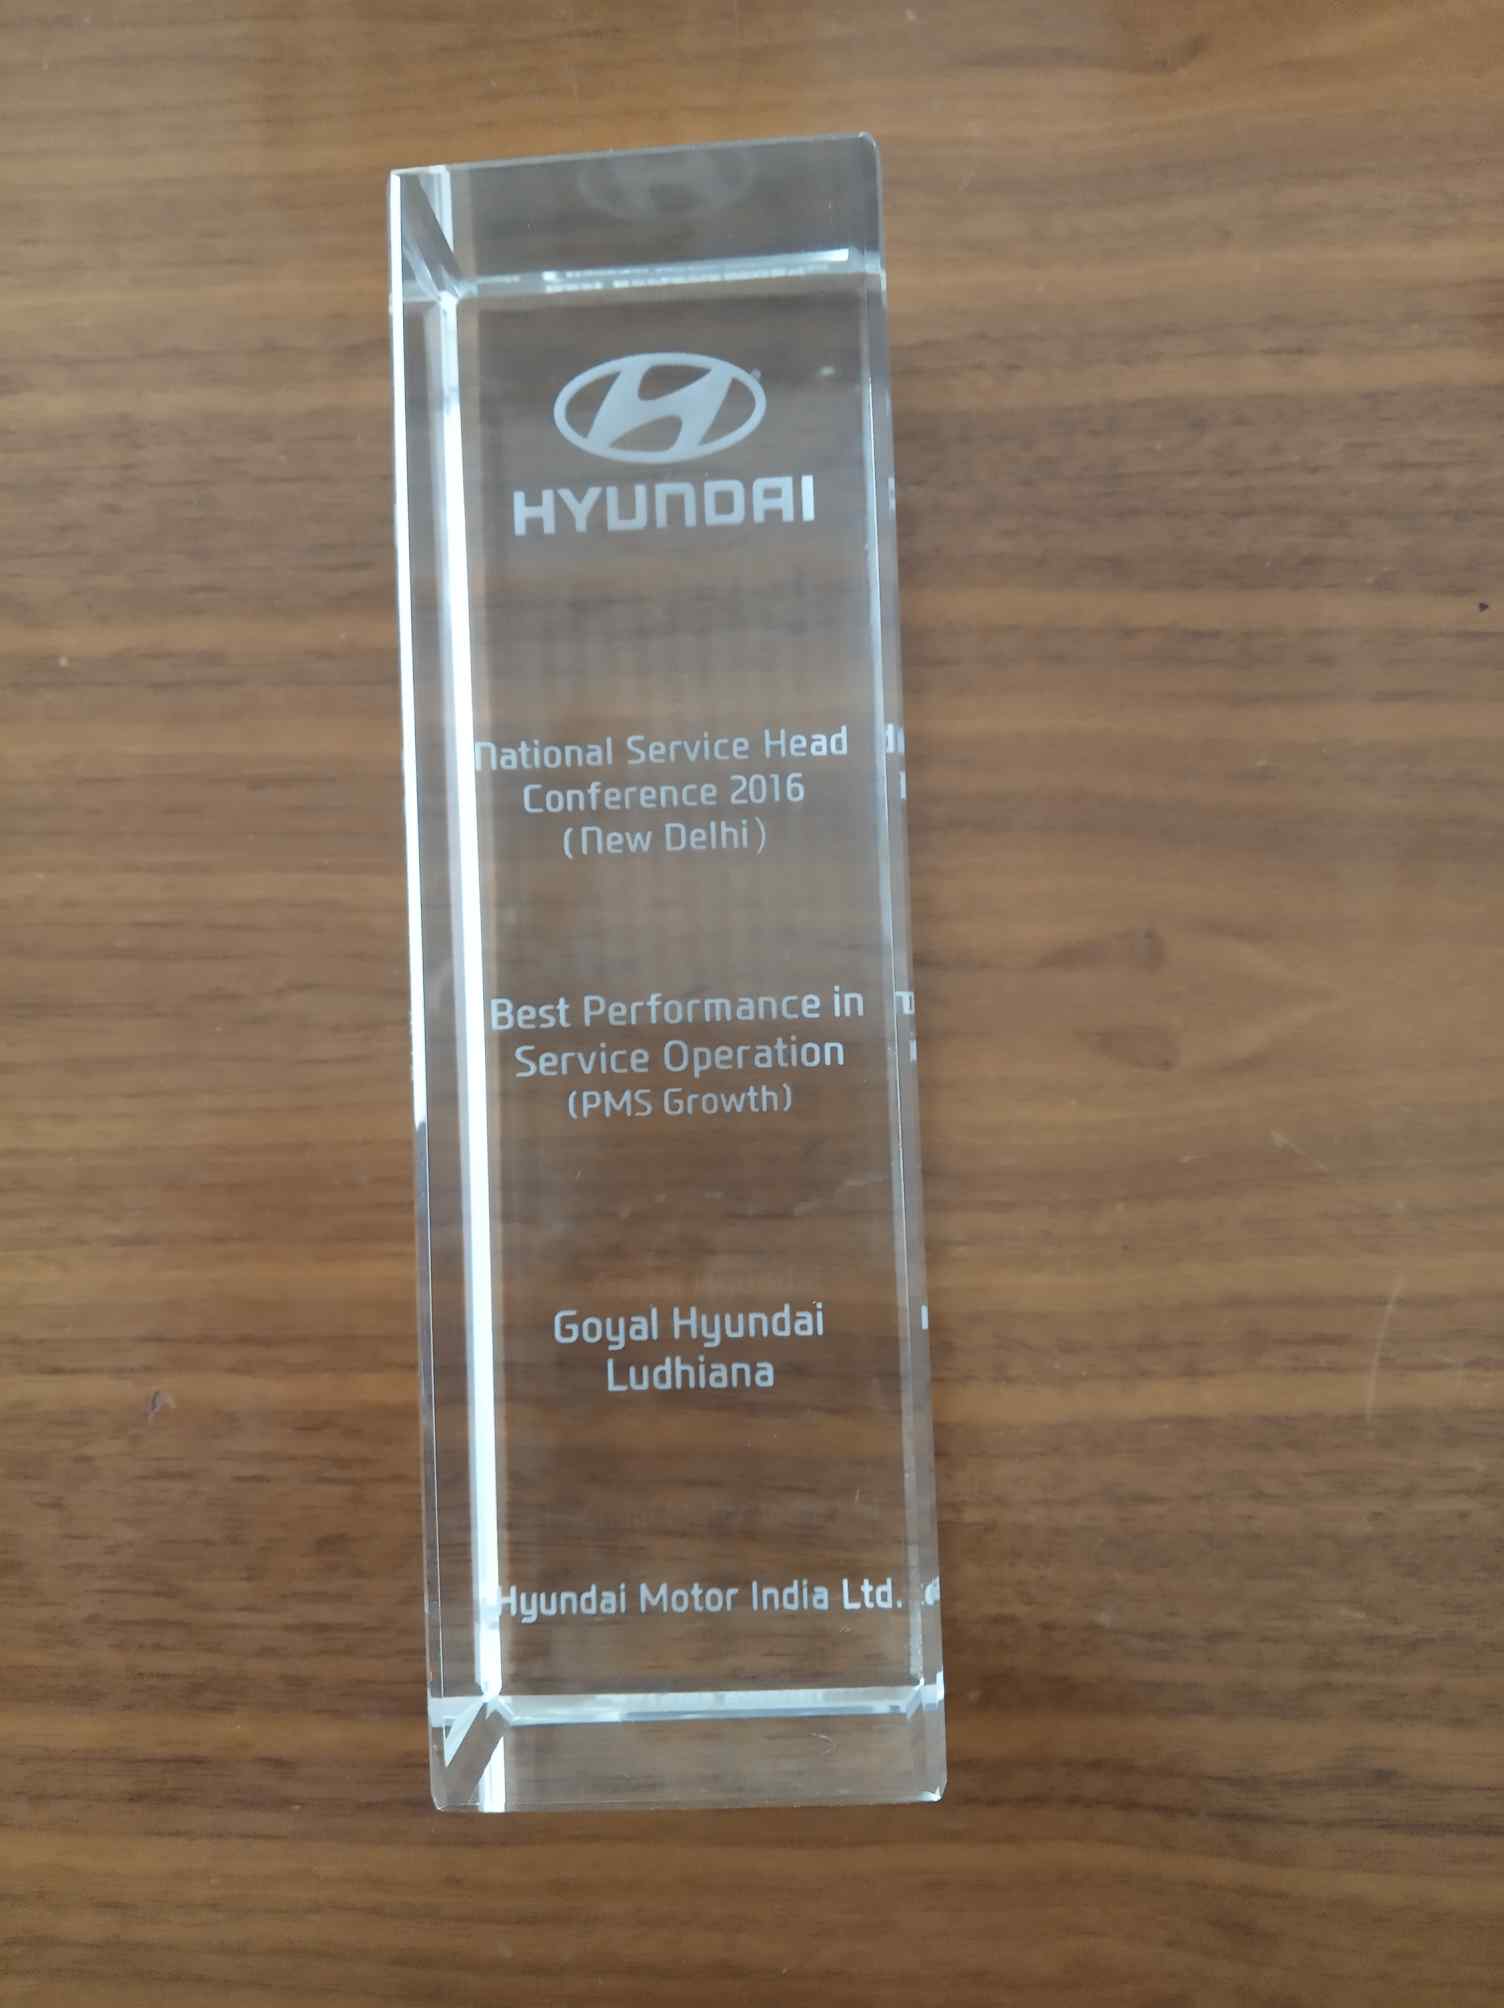 HYUNDAI
National Service Head
Conference 2016
(New Delhi)
Best Performance in
Service Operation
(PMS Growth)
Goyal Hyundai
Ludhiana
Hyundai Motor India Ltd.